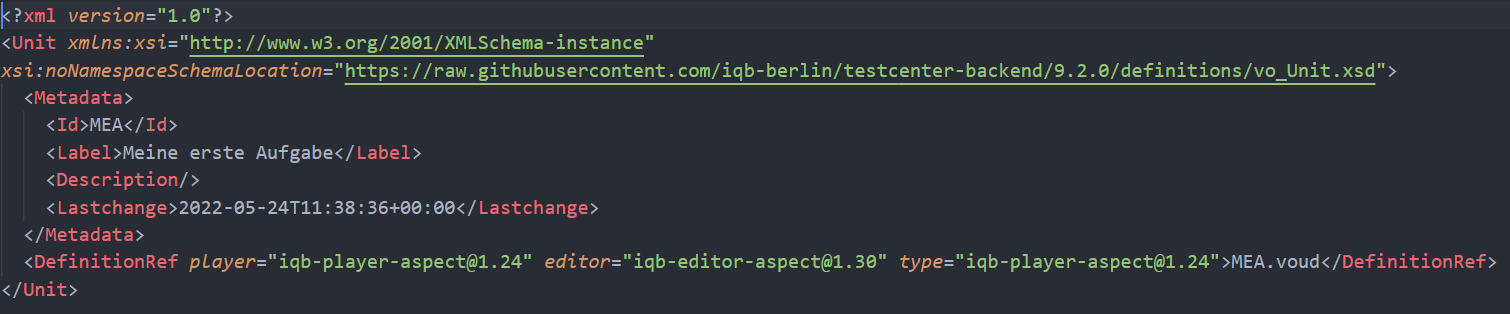 <?xml version="1.0"?>
<Unit xmlns:xsi="http://www.w3.org/2001/XMLSchema-instance"
xsi:noNamespaceSchemaLocation="https://raw.githubusercontent.com/iqb-berlin/testcenter-backend/9.2.0/definitions/vo_Unit.xsd">
  <Metadata>
    <Id>MEA</Id>
    <Label>Meine erste Aufgabe</Label>
    <Description/>
    <Lastchange>2022-05-24T11:38:36+00:00</Lastchange>
  </Metadata>
  <DefinitionRef player="iqb-player-aspect@1.24" editor="iqb-editor-aspect@1.30" type="iqb-player-aspect@1.24">MEA.voud</DefinitionRef>
</Unit>